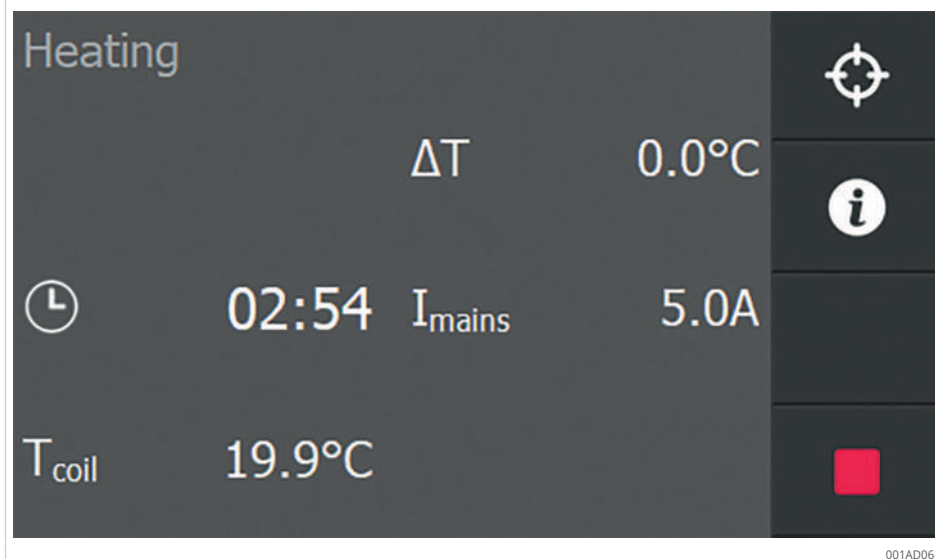 Heating
ΔT 0.0°C
02:54 Imains 5.0A
Tcoil 19.9°C
001AD06